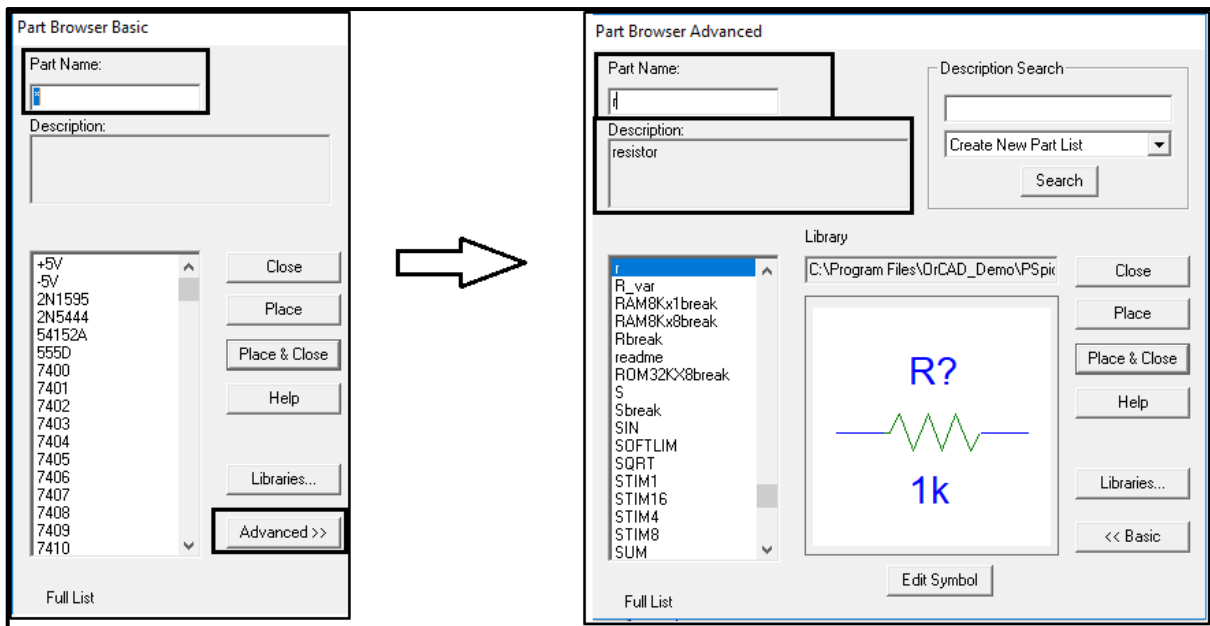 Part Browser Basic
Part Name:
*
Description:
+5V
-5V
2N1595
2N5444
54152A
555D
7400
7401
7402
7403
7404
7405
7406
7407
7408
7409
7410
Close
Place
Place & Close
Help
Libraries...
Advanced >>
Full List
Part Browser Advanced
Part Name:
r
Description:
resistor
Description Search
Create New Part List
Search
Library
C:\Program Files\OrCAD_Demo\PSpic
r
R_var
RAM8Kx1break
RAM8Kx8break
Rbreak
readme
ROM32KX8break
S
Sbreak
SIN
SOFTLIM
SQRT
STIM1
STIM16
STIM4
STIM8
SUM
R?
1k
Close
Place
Place & Close
Help
Libraries...
<< Basic
Edit Symbol
Full List